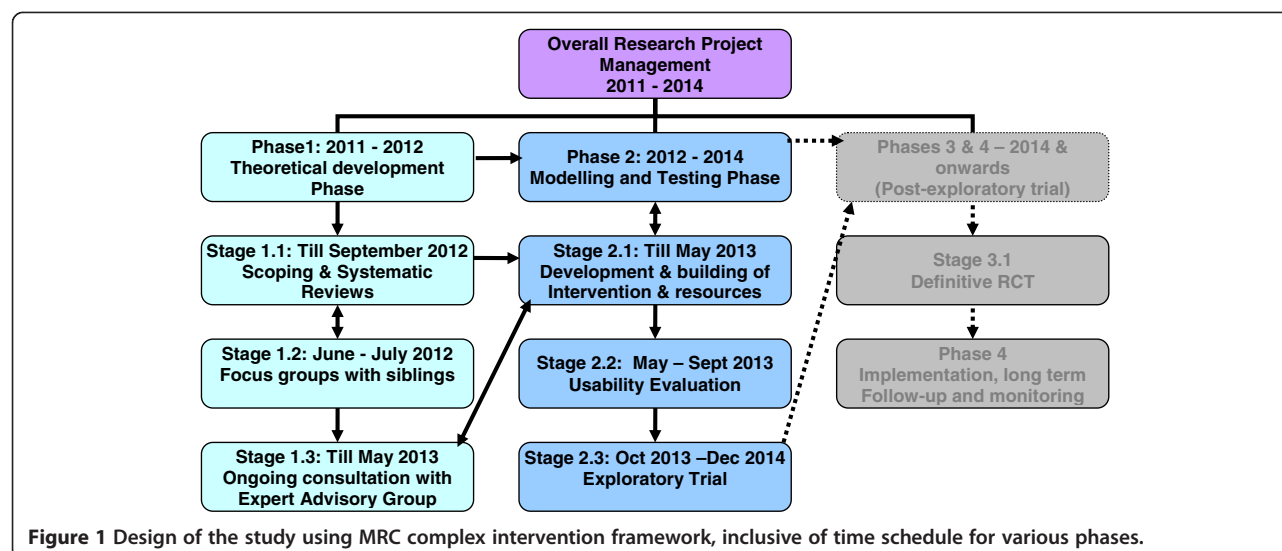 Overall Research Project
Management
2011 - 2014
Phase1: 2011 - 2012
Theoretical development
Phase
Phase 2: 2012 - 2014
Modelling and Testing Phase
Phases 3 & 4 – 2014 &
onwards
(Post-exploratory trial)
Stage 1.1: Till September 2012
Scoping & Systematic
Reviews
Stage 2.1: Till May 2013
Development & building of
Intervention & resources
Stage 3.1
Definitive RCT
Stage 1.2: June - July 2012
Focus groups with siblings
Stage 2.2: May – Sept 2013
Usability Evaluation
Phase 4
Implementation, long term
Follow-up and monitoring
Stage 1.3: Till May 2013
Ongoing consultation with
Expert Advisory Group
Stage 2.3: Oct 2013 –Dec 2014
Exploratory Trial
Figure 1 Design of the study using MRC complex intervention framework, inclusive of time schedule for various phases.